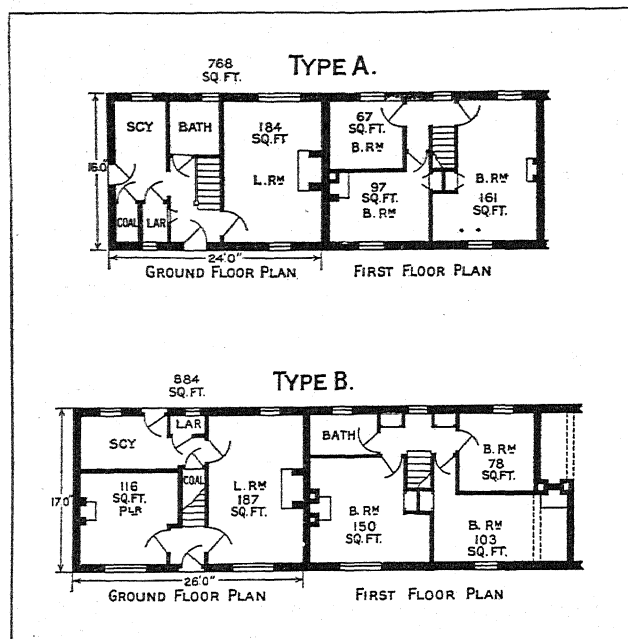 768
SQ.FT.
TYPE A.
SCY
BATH
184
SQ.FT
L.RM
COAL
LAR
16'0"
24'0"
GROUND FLOOR PLAN
67
SQ.FT.
B.RM
97
SQ.FT.
B.RM
B.RM
161
SQ.FT.
FIRST FLOOR PLAN
884
SQ.FT.
TYPE B.
SCY
LAR
COAL
116
SQ.FT.
PLR
L.RM
187
SQ.FT.
17'0"
26'0"
GROUND FLOOR PLAN
BATH
B.RM
150
SQ.FT.
B.RM
78
SQ.FT.
B.RM
103
SQ.FT.
FIRST FLOOR PLAN